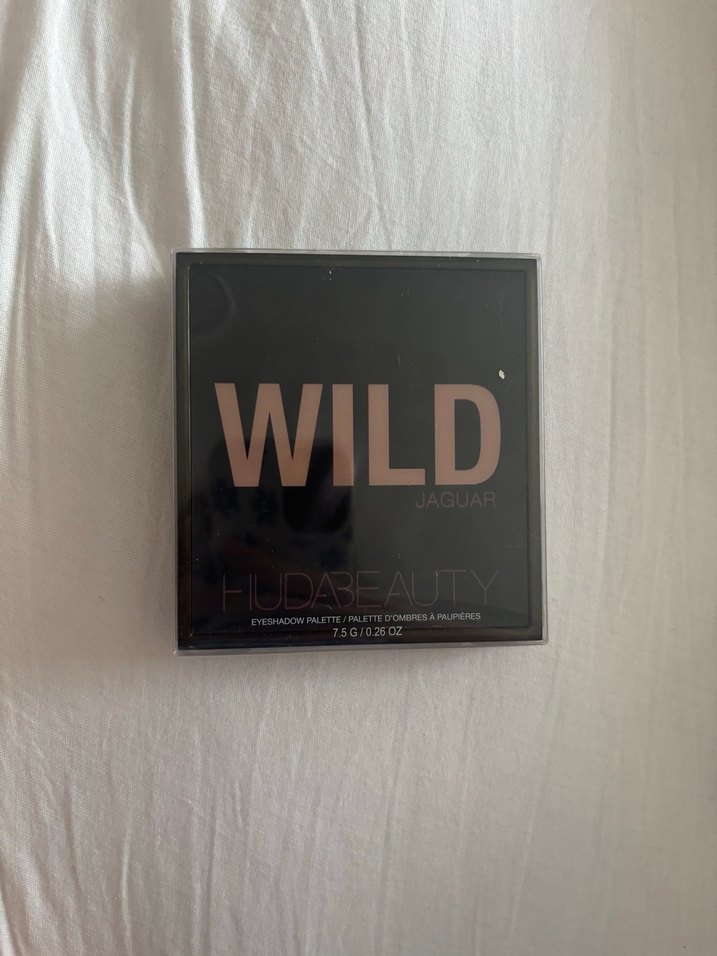 WILD
JAGUAR
HUDABEAUTY
EYESHADOW PALETTE / PALETTE D'OMBRES À PAUPIÈRES
7.5 G / 0.26 OZ